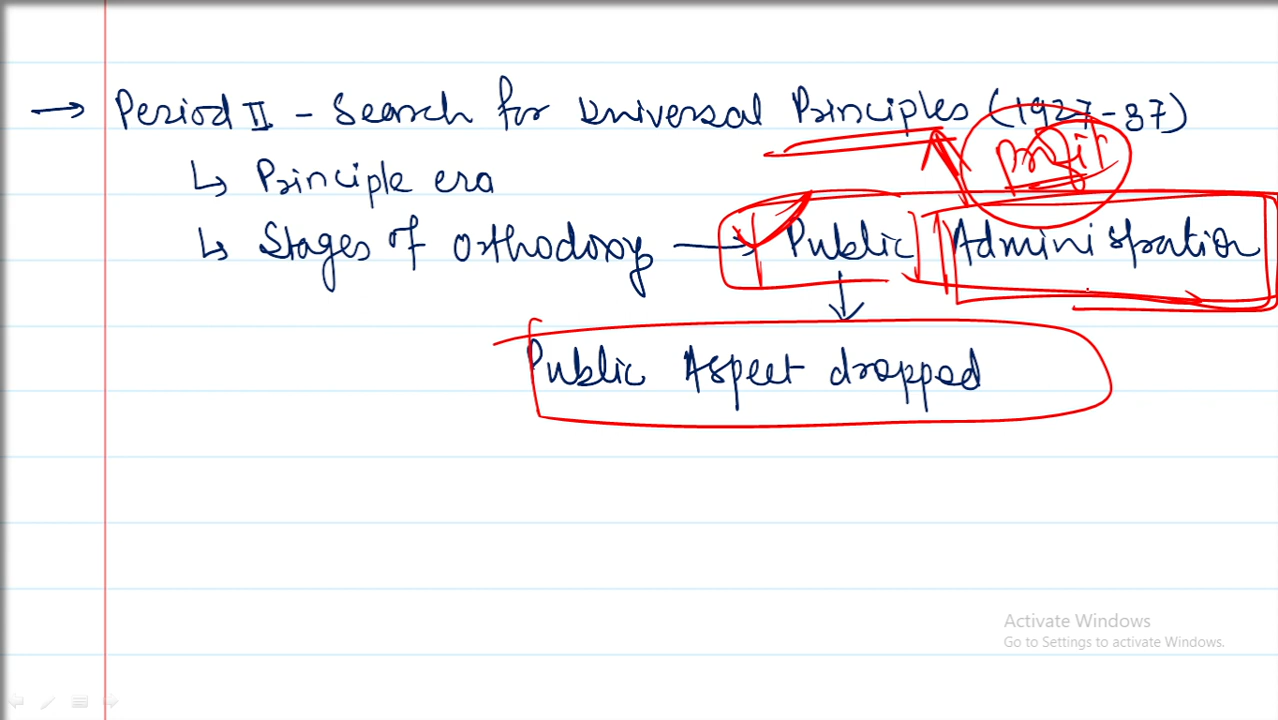 → Period II - Search for Universal Principles (1927-37)
profit
↳ Principle era
↳ Stages of Orthodoxy → Public Administration
↓
Public Aspect dropped
Activate Windows
Go to Settings to activate Windows.